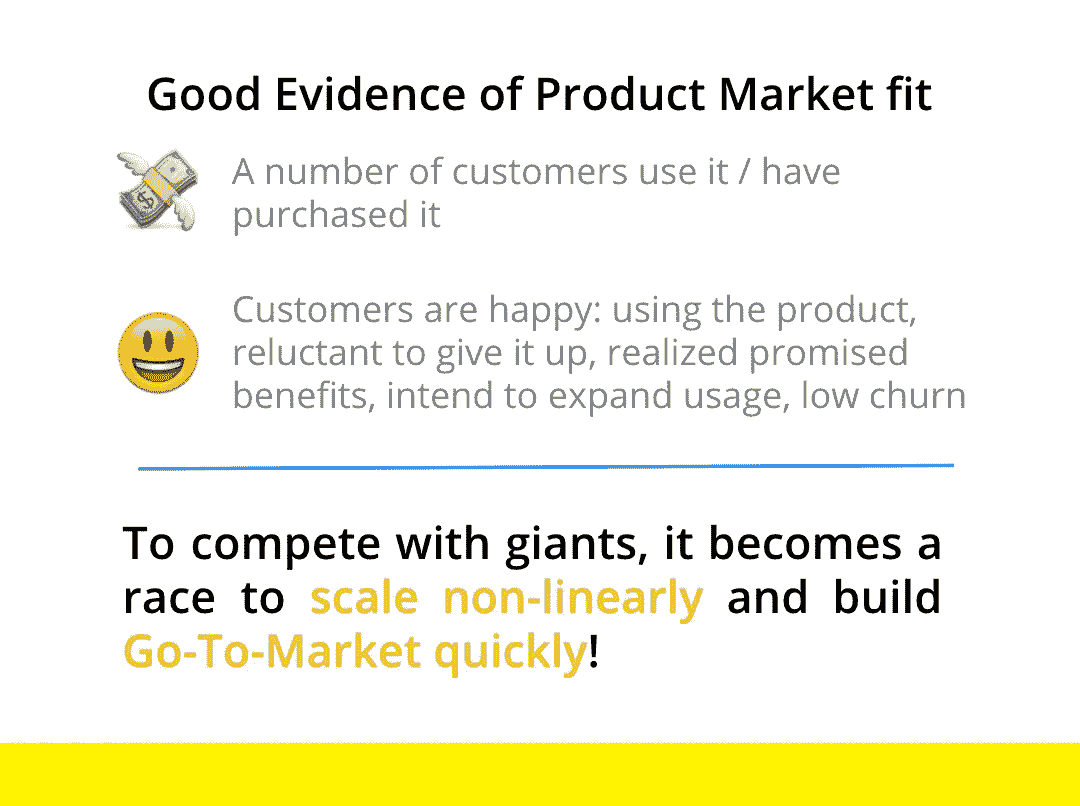 Good Evidence of Product Market fit
A number of customers use it / have
purchased it
Customers are happy: using the product,
reluctant to give it up, realized promised
benefits, intend to expand usage, low churn
To compete with giants, it becomes a
race to scale non-linearly and build
Go-To-Market quickly!